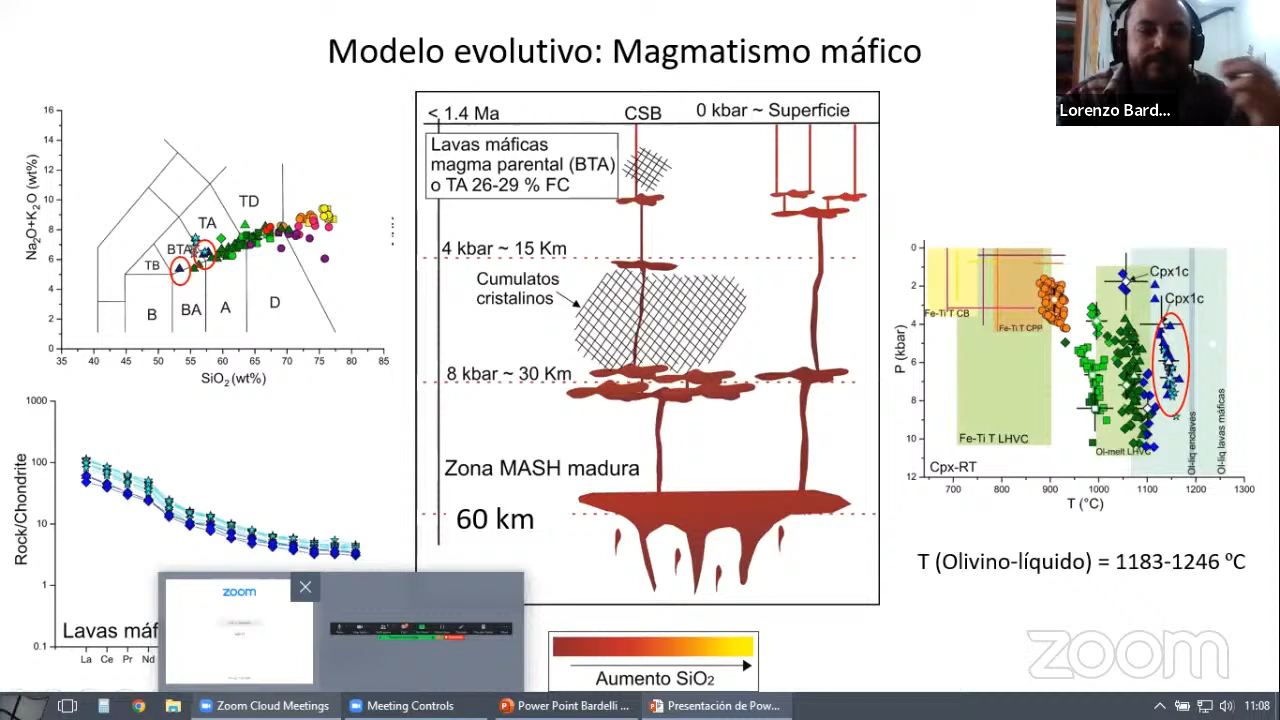 Modelo evolutivo: Magmatismo máfico
Lorenzo Bard...
16
14
12
10
8
6
4
2
0
Na2O+K2O (wt%)
TD
TA
BTA
TB
B
BA
A
D
35 40 45 50 55 60 65 70 75 80 85
SiO2 (wt%)
1000
100
10
1
0.1
Rock/Chondrite
Lavas máf
La Ce Pr Nd
< 1.4 Ma
CSB
0 kbar ~ Superficie
Lavas máficas
magma parental (BTA)
o TA 26-29 % FC
4 kbar ~ 15 Km
Cumulatos
cristalinos
8 kbar ~ 30 Km
Zona MASH madura
60 km
Aumento SiO2
0
2
4
6
8
10
12
P (kbar)
Cpx1c
Cpx1c
Fe-Ti T CB
Fe-Ti T CPP
Fe-Ti T LHVC
Ol-melt LHVC
Ol-liq enclaves
Ol-liq lavas máficas
Cpx-RT
700 800 900 1000 1100 1200 1300
T (°C)
T (Olivino-líquido) = 1183-1246 ºC
zoom
zoom
Zoom Cloud Meetings
Meeting Controls
Power Point Bardelli ...
Presentación de Pow...
11:08